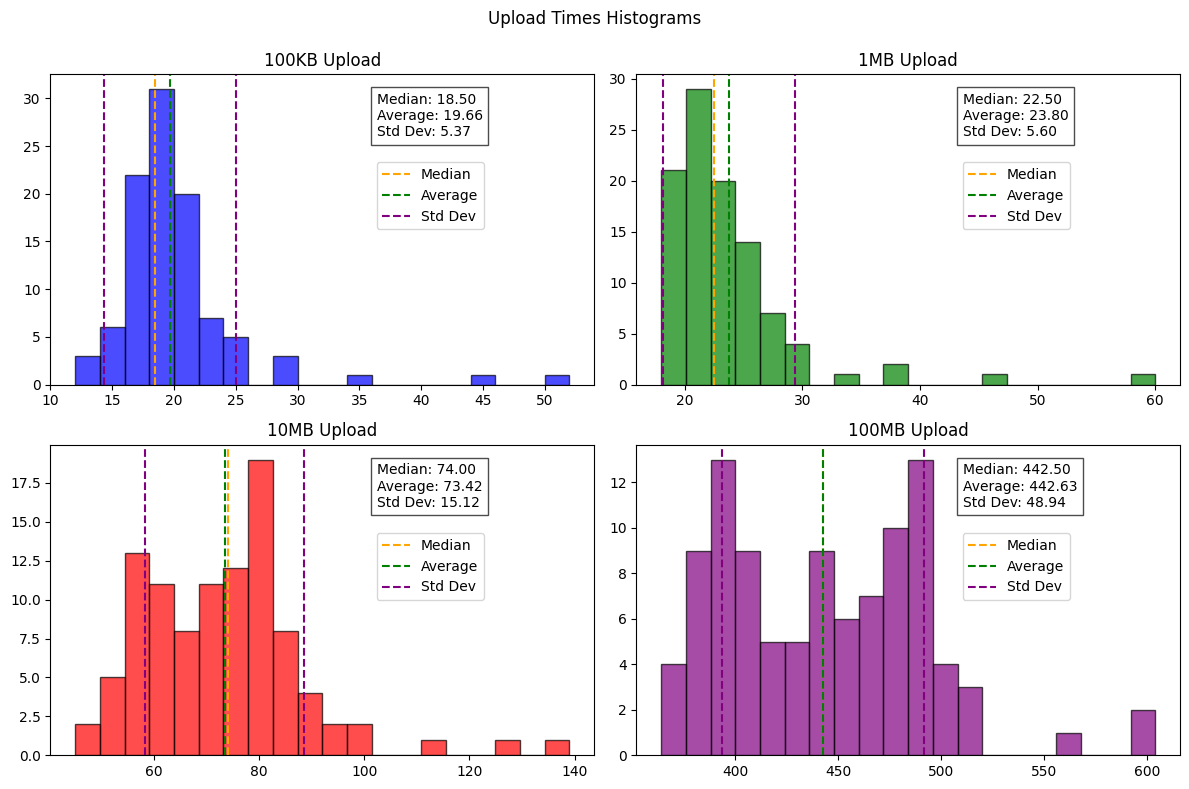 Upload Times Histograms
100KB Upload
30
25
20
15
10
5
0
10 15 20 25 30 35 40 45 50
Median: 18.50
Average: 19.66
Std Dev: 5.37
Median
Average
Std Dev
1MB Upload
30
25
20
15
10
5
0
20 30 40 50 60
Median: 22.50
Average: 23.80
Std Dev: 5.60
Median
Average
Std Dev
10MB Upload
17.5
15.0
12.5
10.0
7.5
5.0
2.5
0.0
60 80 100 120 140
Median: 74.00
Average: 73.42
Std Dev: 15.12
Median
Average
Std Dev
100MB Upload
12
10
8
6
4
2
0
400 450 500 550 600
Median: 442.50
Average: 442.63
Std Dev: 48.94
Median
Average
Std Dev